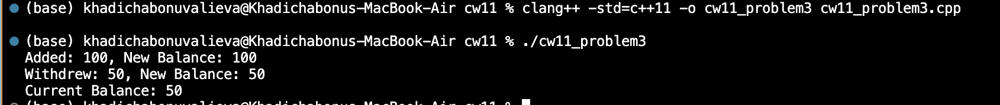 (base) khadichabonuvalieva@Khadichabonus-MacBook-Air cw11 % clang++ -std=c++11 -o cw11_problem3 cw11_problem3.cpp
(base) khadichabonuvalieva@Khadichabonus-MacBook-Air cw11 % ./cw11_problem3
Added: 100, New Balance: 100
Withdrew: 50, New Balance: 50
Current Balance: 50
(base) khadichabonuvalieva@Khadichabonus-MacBook-Air cw11 %